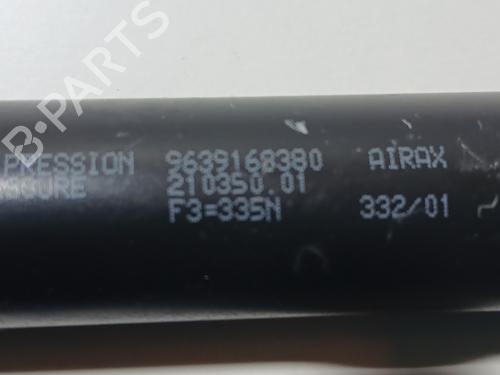 PRESSION 9639168380 AIRAX
210350.01
F3=335N 332/01
B-PARTS